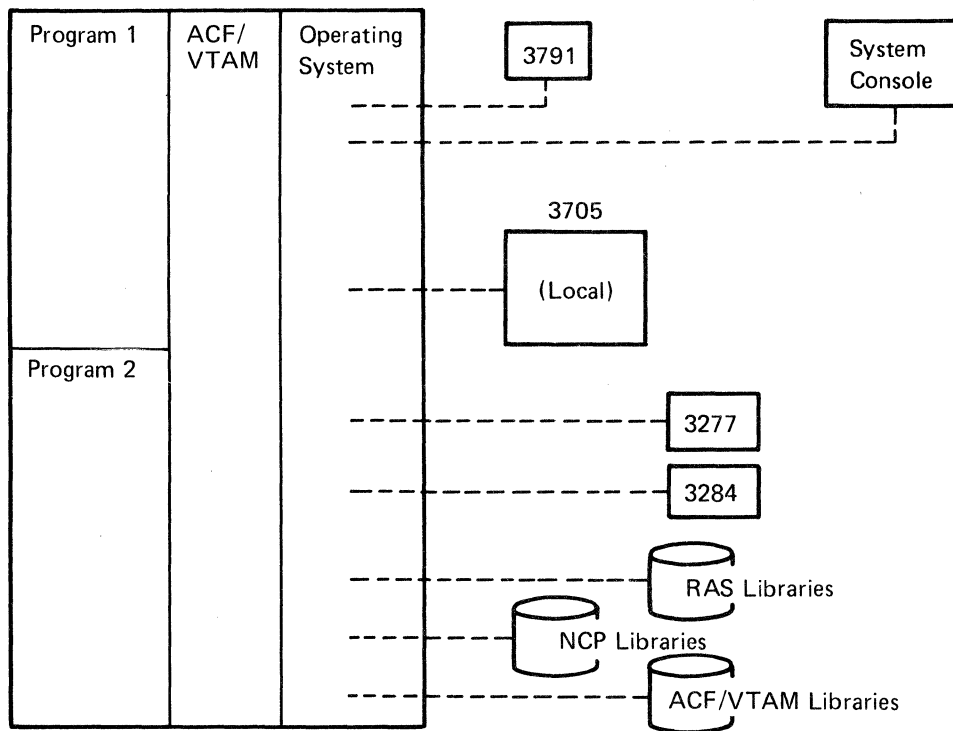 Program 1
ACF/
VTAM
Operating
System
3791
System
Console
3705
(Local)
Program 2
3277
3284
RAS Libraries
NCP Libraries
ACF/VTAM Libraries